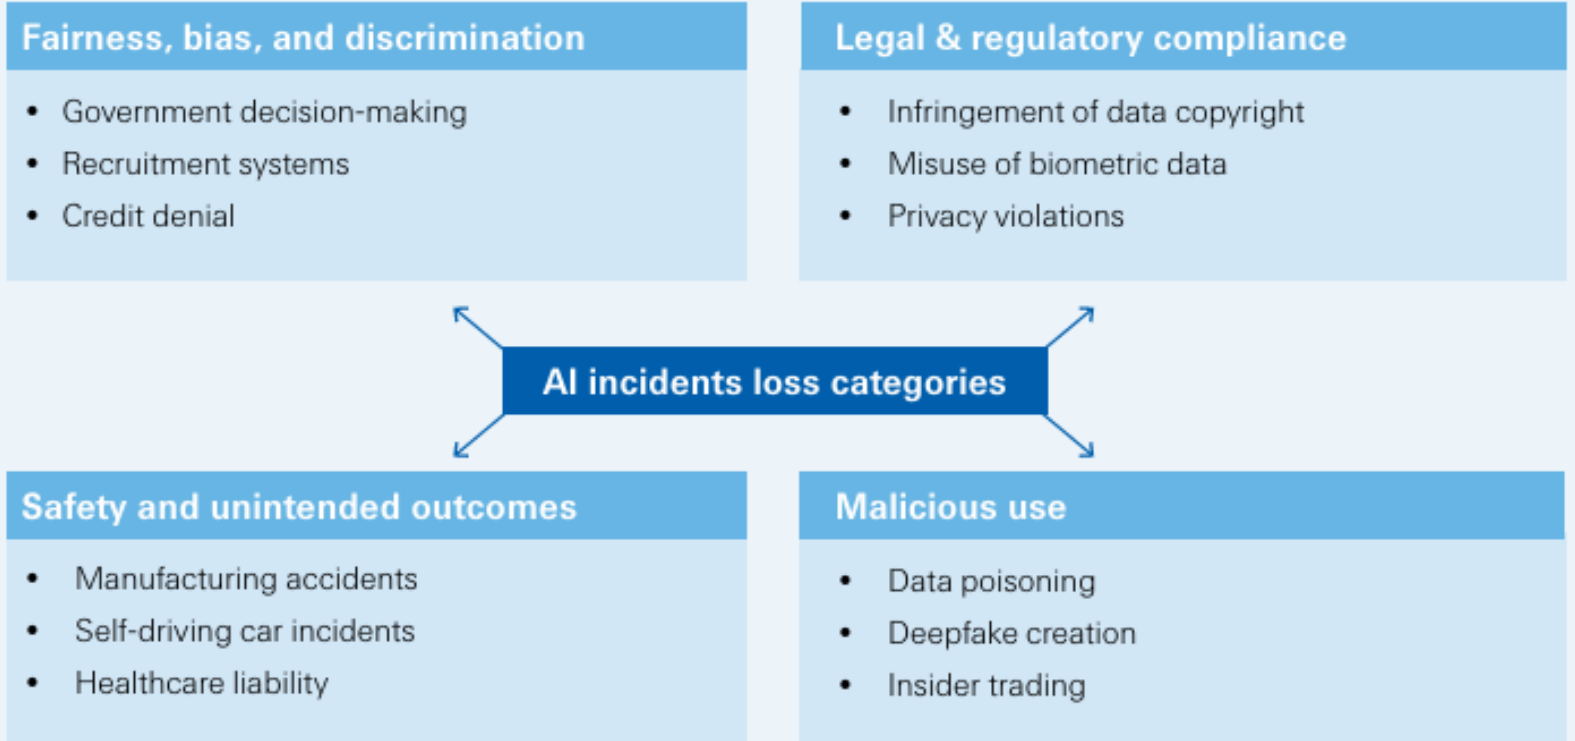 Fairness, bias, and discrimination
• Government decision-making
• Recruitment systems
• Credit denial
Legal & regulatory compliance
• Infringement of data copyright
• Misuse of biometric data
• Privacy violations
AI incidents loss categories
Safety and unintended outcomes
• Manufacturing accidents
• Self-driving car incidents
• Healthcare liability
Malicious use
• Data poisoning
• Deepfake creation
• Insider trading